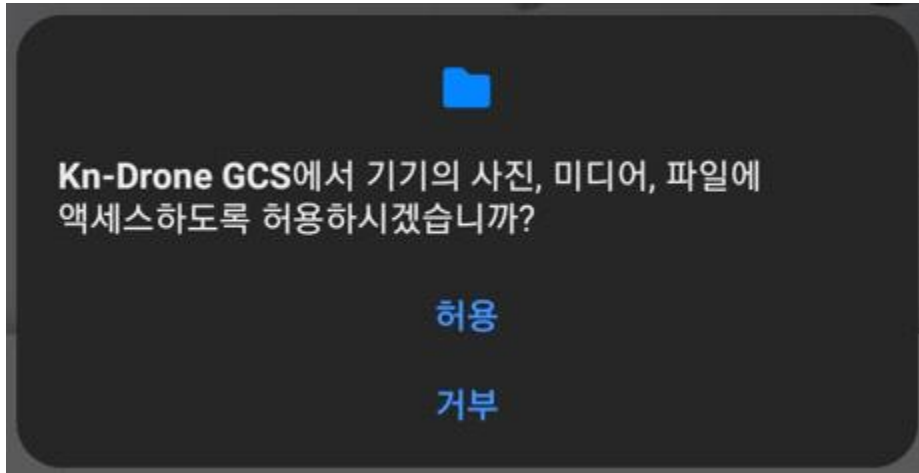 Kn-Drone GCS에서 기기의 사진, 미디어, 파일에
액세스하도록 허용하시겠습니까?
허용
거부